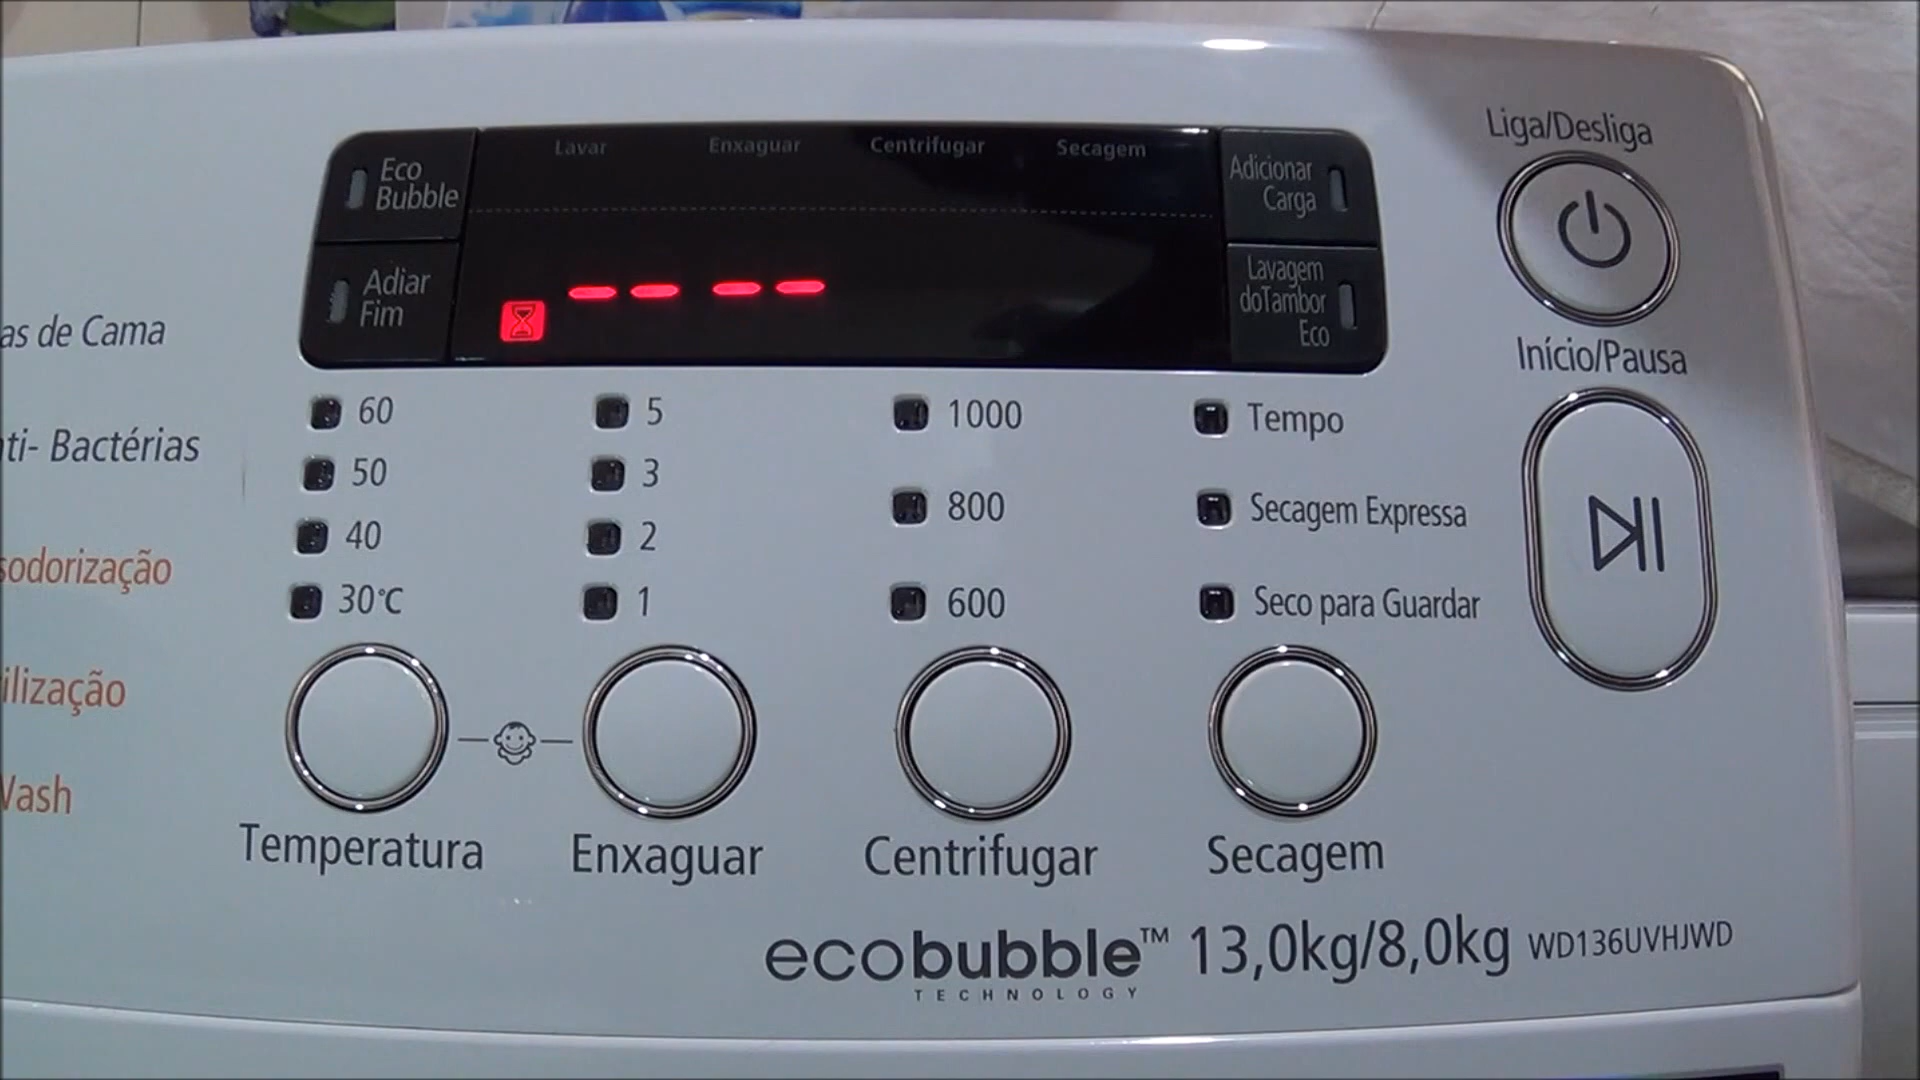 Lavar
Enxaguar
Centrifugar
Secagem
Eco
Bubble
Adiar
Fim
Adicionar
Carga
Lavagem
doTambor
Eco
Liga/Desliga
Início/Pausa
as de Cama
ti- Bactérias
sodorização
ilização
Wash
60
50
40
30°C
5
3
2
1
1000
800
600
Tempo
Secagem Expressa
Seco para Guardar
Temperatura
Enxaguar
Centrifugar
Secagem
ecobubble™ 13,0kg/8,0kg WD136UVHJWD
TECHNOLOGY